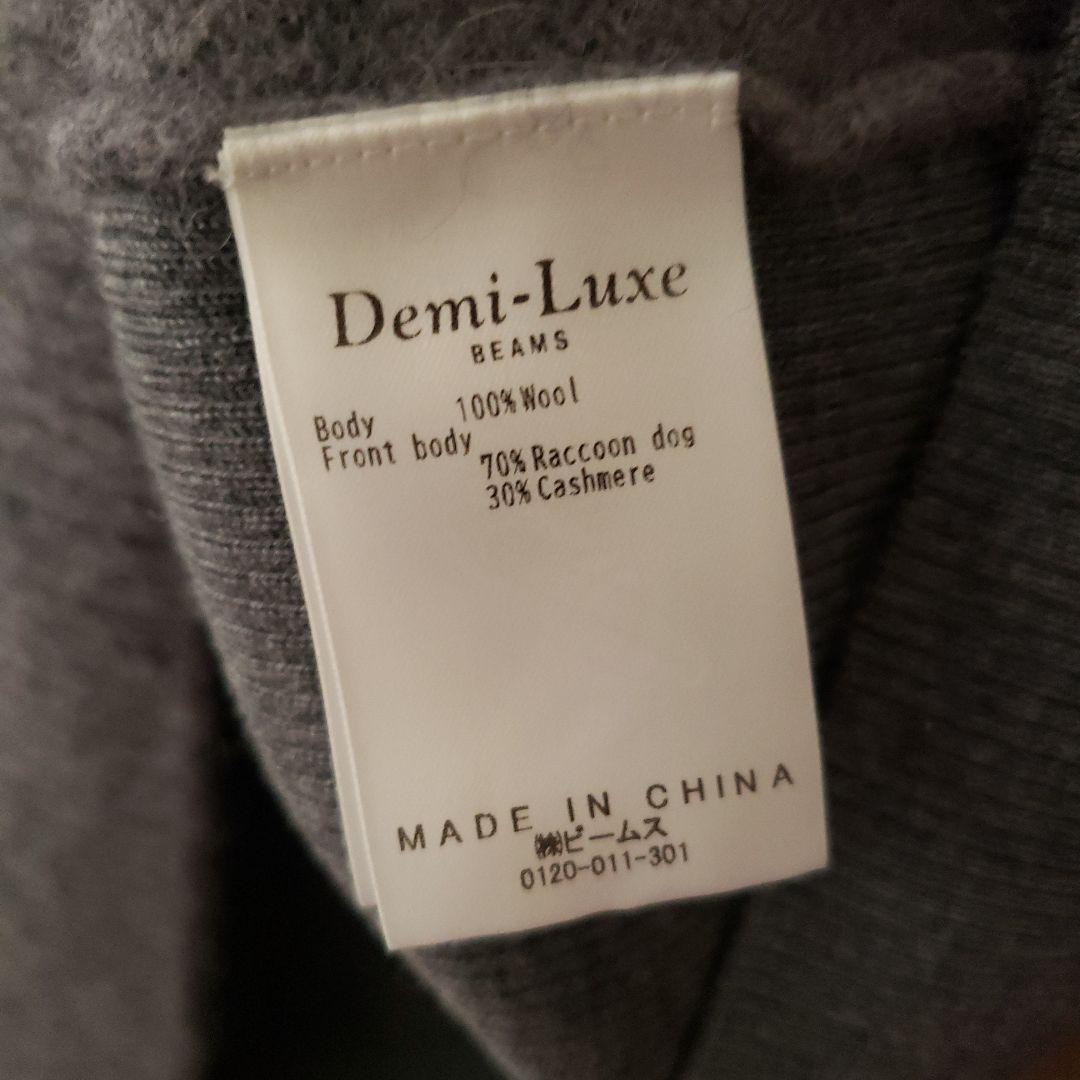 Demi-Luxe
BEAMS
Body 100%Wool
Front body
70%Raccoon dog
30%Cashmere
MADE IN CHINA
㈱ビームス
0120-011-301